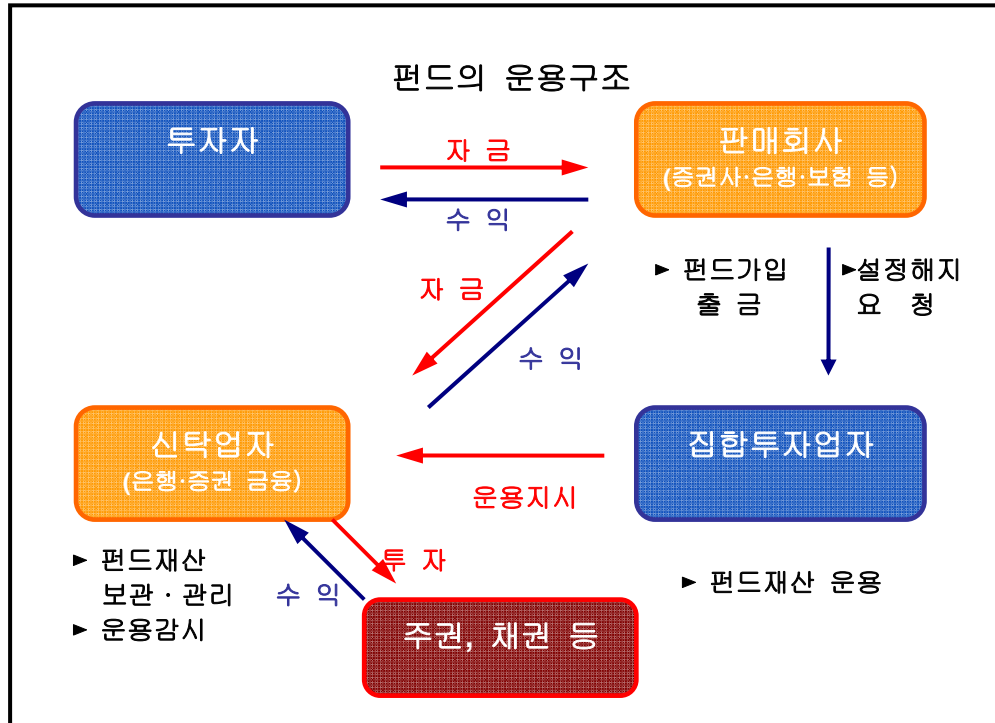 펀드의 운용구조
투자자
자 금
수 익
판매회사
(증권사·은행·보험 등)
자 금
수 익
► 펀드가입
출 금
►설정해지
요 청
신탁업자
(은행·증권 금융)
운용지시
집합투자업자
► 펀드재산
보관 · 관리
► 운용감시
수 익
투 자
► 펀드재산 운용
주권, 채권 등